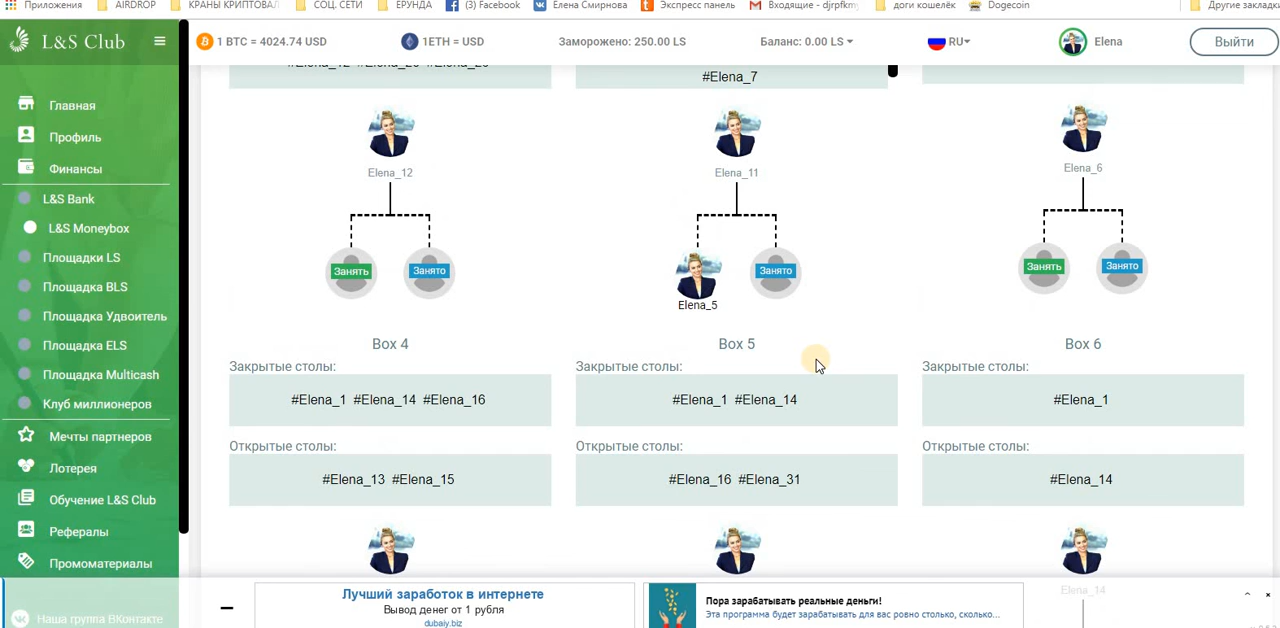 Приложения AIRDROP КРАНЫ КРИПТОВА СОЦ. СЕТИ ЕРУНДА (3) Facebook Елена Смирнова Экспресс панель Входящие - djrpfkmy доги кошелёк Dogecoin Другие закладки
L&S Club 1 BTC = 4024.74 USD 1ETH = USD Заморожено: 250.00 LS Баланс: 0.00 LS RU Elena Выйти
#Elena_7
Главная
Профиль
Финансы
L&S Bank
L&S Moneybox
Площадки LS
Площадка BLS
Площадка Удвоитель
Площадка ELS
Площадка Multicash
Клуб миллионеров
Мечты партнеров
Лотерея
Обучение L&S Club
Рефералы
Промоматериалы
Наша группа ВКонтакте
Elena_12 Elena_11 Elena_6
Занять Занято Занято Занять Занято
Elena_5
Box 4 Box 5 Box 6
Закрытые столы: Закрытые столы: Закрытые столы:
#Elena_1 #Elena_14 #Elena_16 #Elena_1 #Elena_14 #Elena_1
Открытые столы: Открытые столы: Открытые столы:
#Elena_13 #Elena_15 #Elena_16 #Elena_31 #Elena_14
Elena_14
Лучший заработок в интернете
Вывод денег от 1 рубля
dubaiy.biz
Пора зарабатывать реальные деньги!
Эта программа будет зарабатывать для вас ровно столько, сколько...